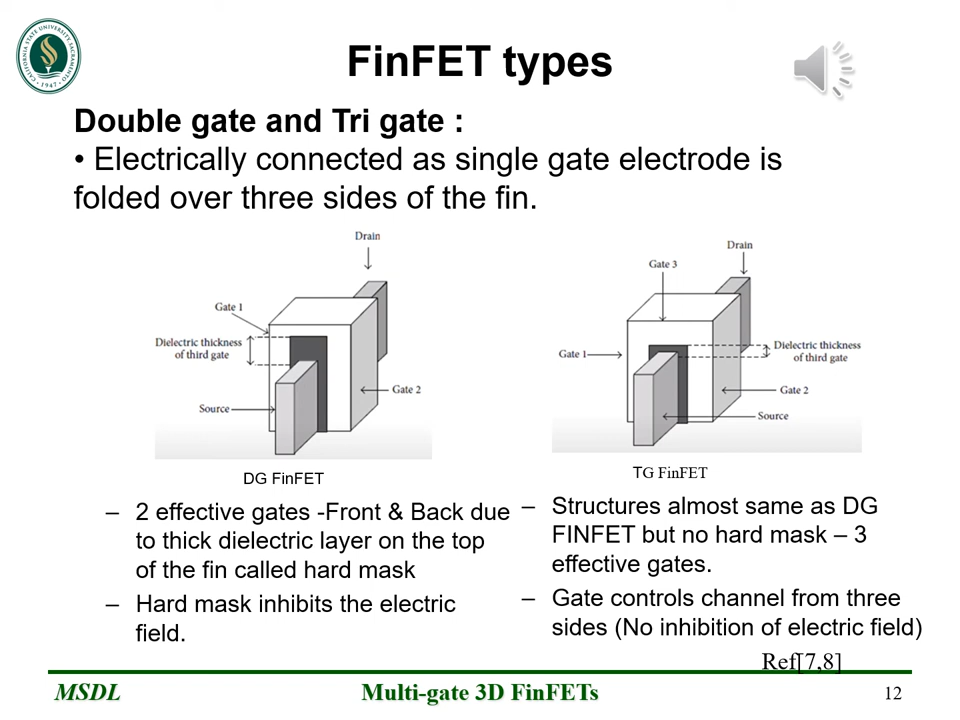 CALIFORNIA STATE UNIVERSITY SACRAMENTO
• 1947 •
FinFET types
Double gate and Tri gate :
• Electrically connected as single gate electrode is
folded over three sides of the fin.
Drain
Gate 1
Dielectric thickness
of third gate
Gate 2
Source
DG FinFET
Drain
Gate 3
Gate 1
Dielectric thickness
of third gate
Gate 2
Source
TG FinFET
– 2 effective gates -Front & Back due
to thick dielectric layer on the top
of the fin called hard mask
– Hard mask inhibits the electric
field.
– Structures almost same as DG
FINFET but no hard mask – 3
effective gates.
– Gate controls channel from three
sides (No inhibition of electric field)
Ref[7,8]
MSDL
Multi-gate 3D FinFETs
12